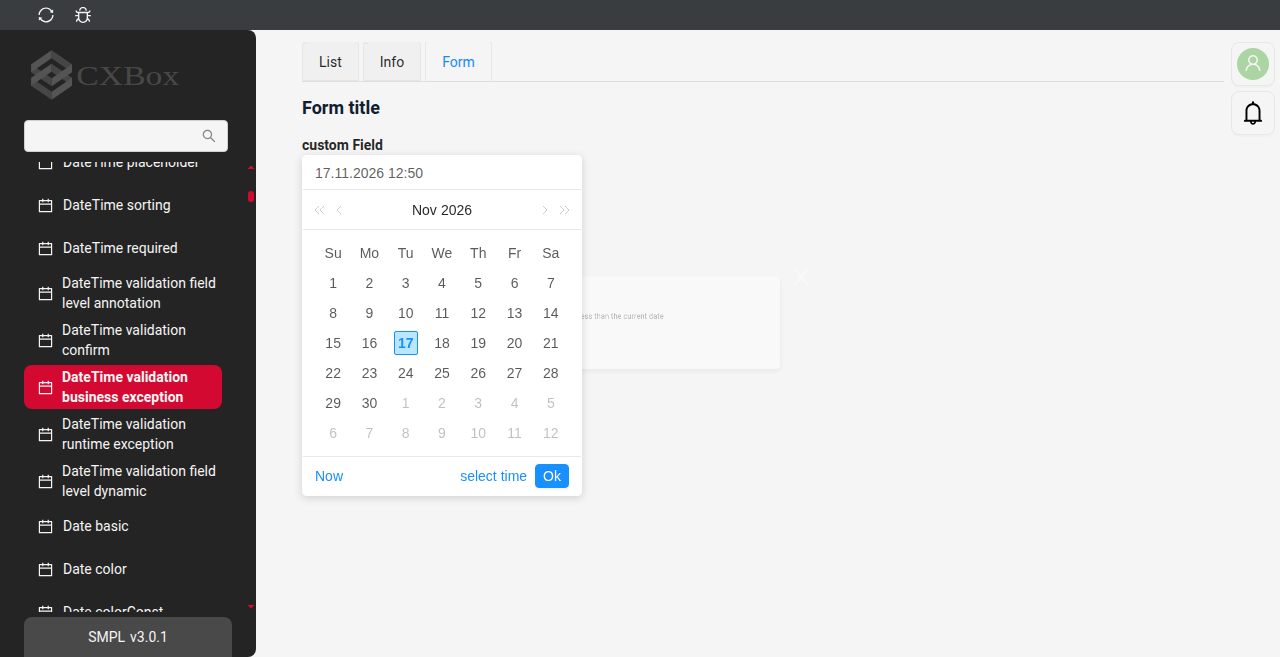 CXBox
DateTime placeholder
DateTime sorting
DateTime required
DateTime validation field
level annotation
DateTime validation
confirm
DateTime validation
business exception
DateTime validation
runtime exception
DateTime validation field
level dynamic
Date basic
Date color
Date colorConst
SMPL v3.0.1
List Info Form
Form title
custom Field
17.11.2026 12:50
Nov 2026
Su Mo Tu We Th Fr Sa
1 2 3 4 5 6 7
8 9 10 11 12 13 14
15 16 17 18 19 20 21
22 23 24 25 26 27 28
29 30 1 2 3 4 5
6 7 8 9 10 11 12
Now select time Ok
than the current date